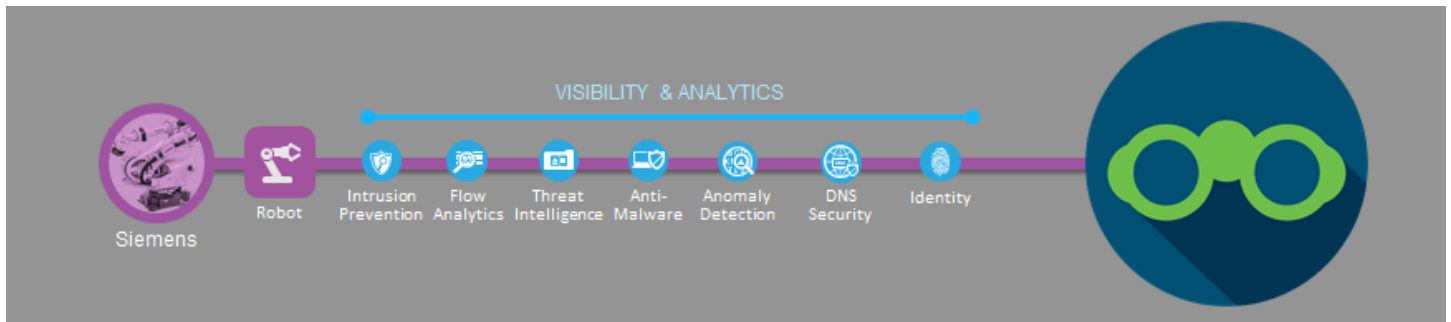 VISIBILITY & ANALYTICS
Siemens
Robot
Intrusion
Prevention
Flow
Analytics
Threat
Intelligence
Anti-
Malware
Anomaly
Detection
DNS
Security
Identity